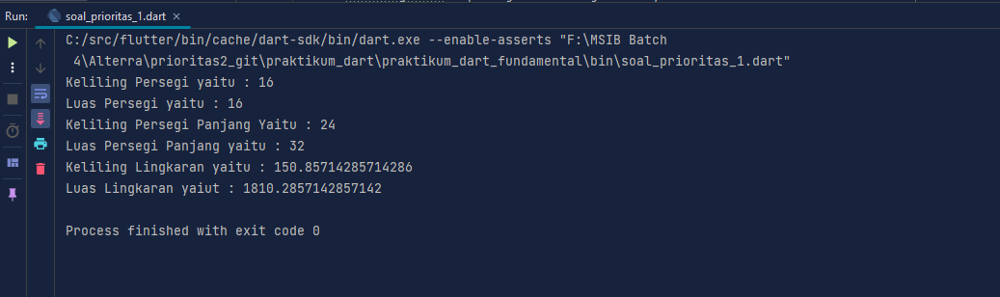 Run: soal_prioritas_1.dart ×
C:/src/flutter/bin/cache/dart-sdk/bin/dart.exe --enable-asserts "F:\MSIB Batch
4\Alterra\prioritas2_git\praktikum_dart\praktikum_dart_fundamental\bin\soal_prioritas_1.dart"
Keliling Persegi yaitu : 16
Luas Persegi yaitu : 16
Keliling Persegi Panjang Yaitu : 24
Luas Persegi Panjang yaitu : 32
Keliling Lingkaran yaitu : 150.85714285714286
Luas Lingkaran yaiut : 1810.2857142857142
Process finished with exit code 0